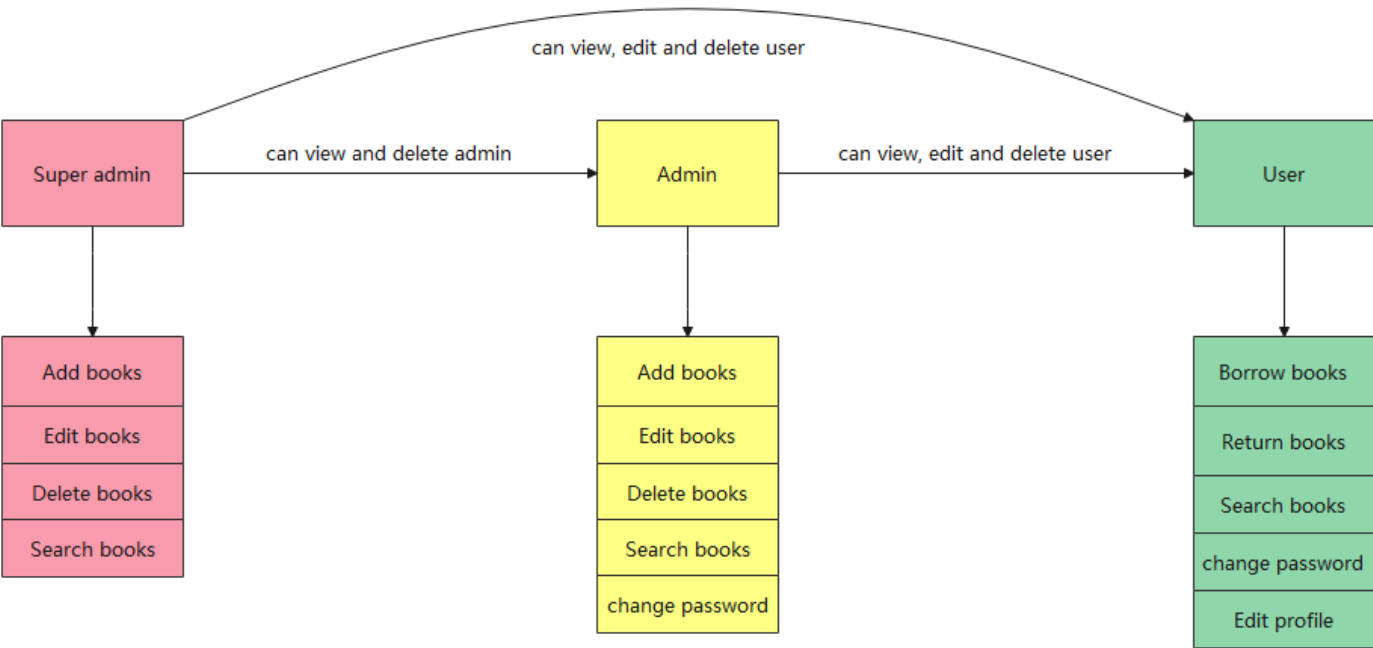 can view, edit and delete user
Super admin
can view and delete admin
Admin
can view, edit and delete user
User
Add books
Edit books
Delete books
Search books
Add books
Edit books
Delete books
Search books
change password
Borrow books
Return books
Search books
change password
Edit profile